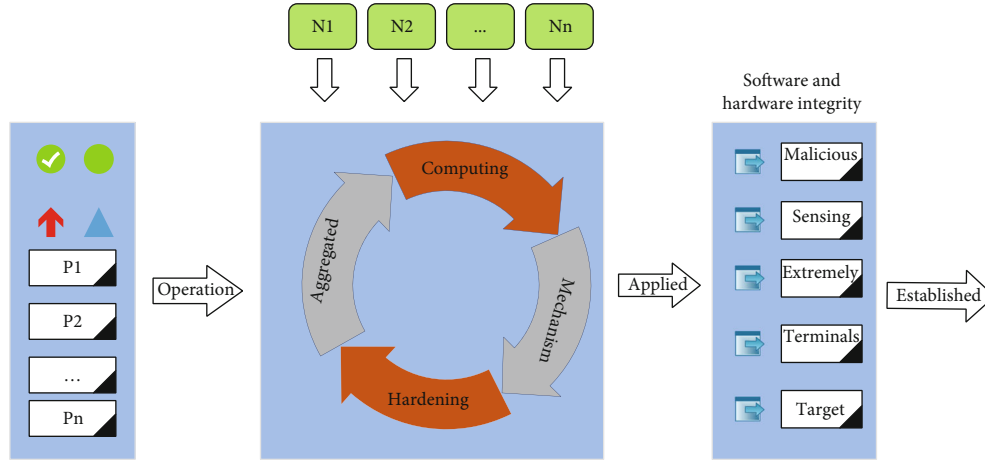 N1
N2
...
Nn
Software and
hardware integrity
P1
P2
...
Pn
Operation
Computing
Mechanism
Hardening
Aggregated
Applied
Malicious
Sensing
Extremely
Terminals
Target
Established